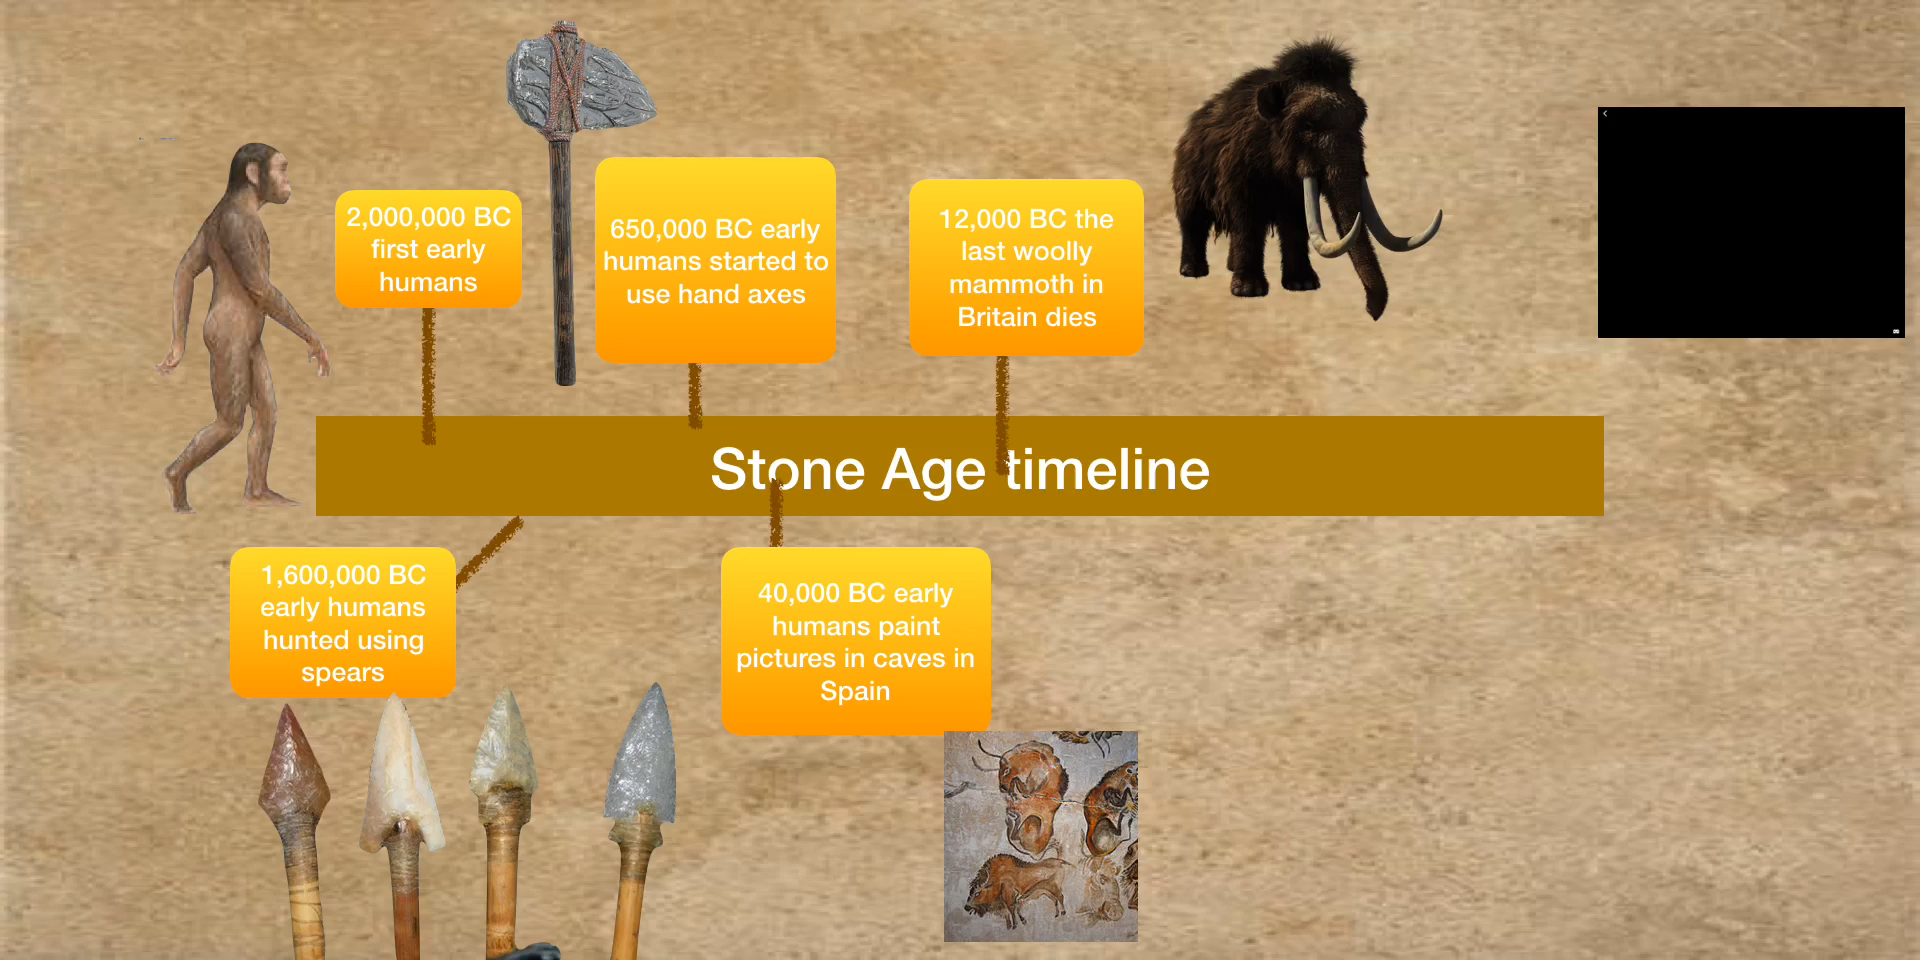 2,000,000 BC
first early
humans
650,000 BC early
humans started to
use hand axes
12,000 BC the
last woolly
mammoth in
Britain dies
Stone Age timeline
1,600,000 BC
early humans
hunted using
spears
40,000 BC early
humans paint
pictures in caves in
Spain